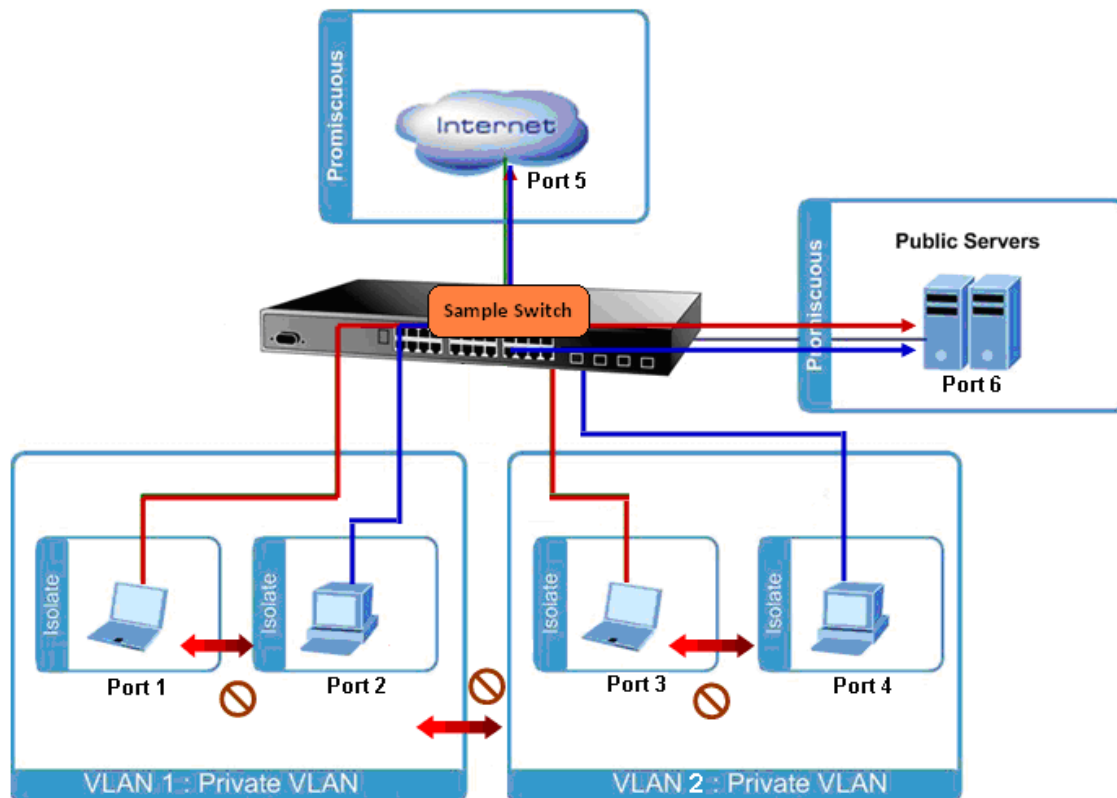 Promiscuous
Internet
Port 5
Sample Switch
Promiscuous
Public Servers
Port 6
Isolate
Port 1
Isolate
Port 2
Isolate
Port 3
Isolate
Port 4
VLAN 1 : Private VLAN
VLAN 2 : Private VLAN